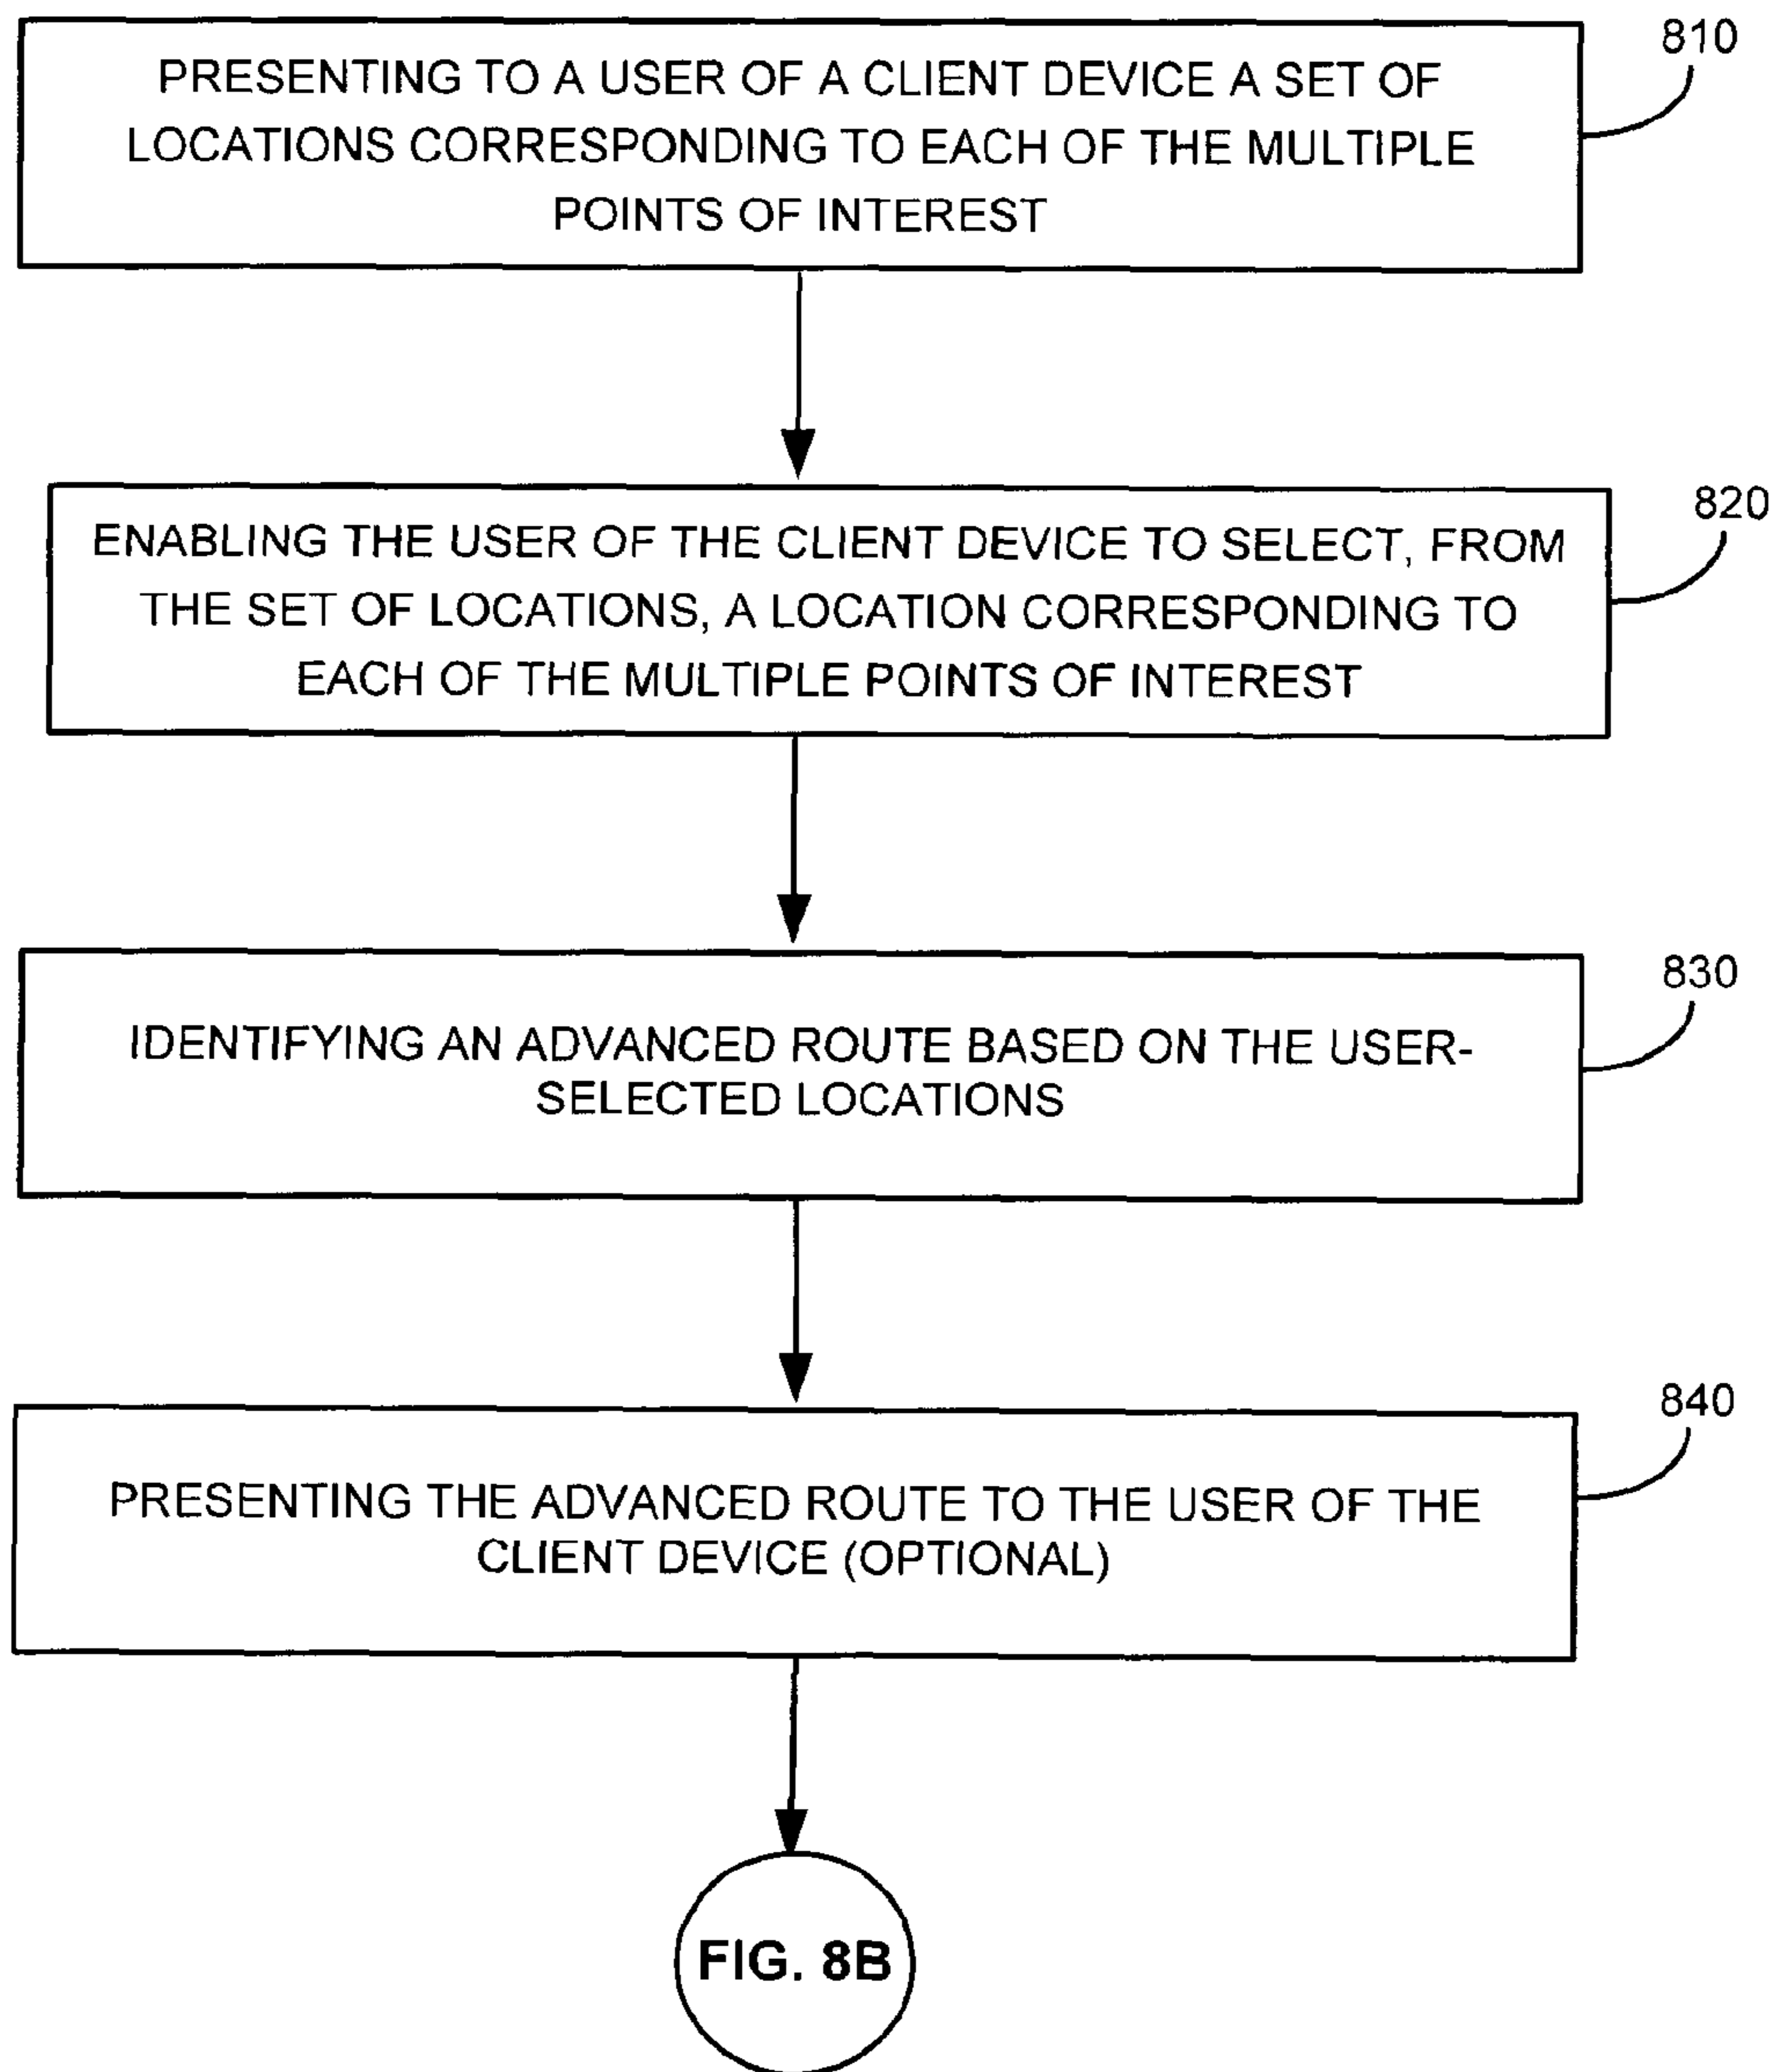 810
PRESENTING TO A USER OF A CLIENT DEVICE A SET OF
LOCATIONS CORRESPONDING TO EACH OF THE MULTIPLE
POINTS OF INTEREST
820
ENABLING THE USER OF THE CLIENT DEVICE TO SELECT, FROM
THE SET OF LOCATIONS, A LOCATION CORRESPONDING TO
EACH OF THE MULTIPLE POINTS OF INTEREST
830
IDENTIFYING AN ADVANCED ROUTE BASED ON THE USER-
SELECTED LOCATIONS
840
PRESENTING THE ADVANCED ROUTE TO THE USER OF THE
CLIENT DEVICE (OPTIONAL)
FIG. 8B